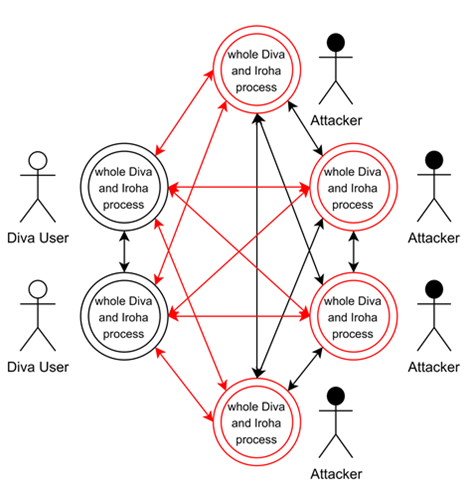 whole Diva
and Iroha
process
Attacker
whole Diva
and Iroha
process
Diva User
whole Diva
and Iroha
process
Attacker
whole Diva
and Iroha
process
Diva User
whole Diva
and Iroha
process
Attacker
whole Diva
and Iroha
process
Attacker